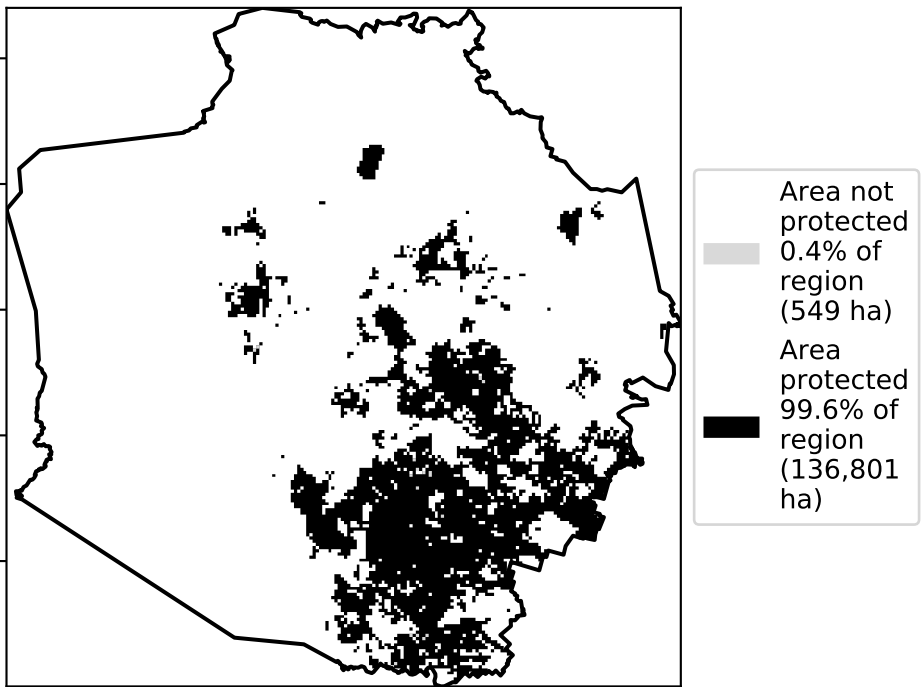 Area not
protected
0.4% of
region
(549 ha)
Area
protected
99.6% of
region
(136,801
ha)